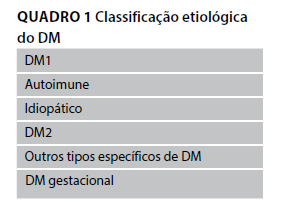 QUADRO 1 Classificação etiológica
do DM
DM1
Autoimune
Idiopático
DM2
Outros tipos específicos de DM
DM gestacional